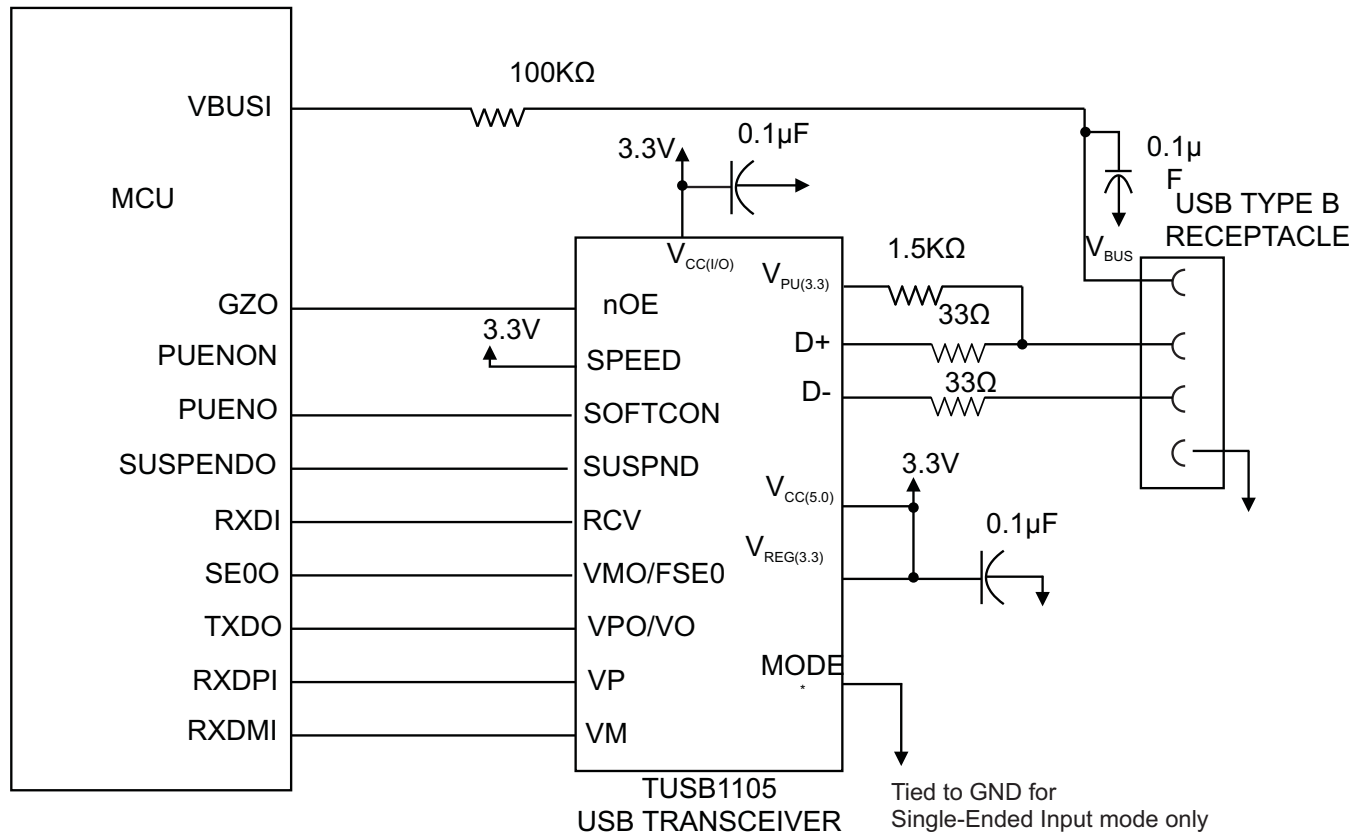 100KΩ
VBUSI
0.1µF
3.3V
0.1µ
F
MCU
USB TYPE B
RECEPTACLE
VCC(I/O)
1.5KΩ
VBUS
VPU(3.3)
GZO
nOE
33Ω
3.3V
D+
PUENON
SPEED
33Ω
D-
PUENO
SOFTCON
SUSPENDO
SUSPND
3.3V
VCC(5.0)
RXDI
RCV
0.1µF
VREG(3.3)
SE0O
VMO/FSE0
TXDO
VPO/VO
MODE
*
RXDPI
VP
RXDMI
VM
TUSB1105
USB TRANSCEIVER
Tied to GND for
Single-Ended Input mode only